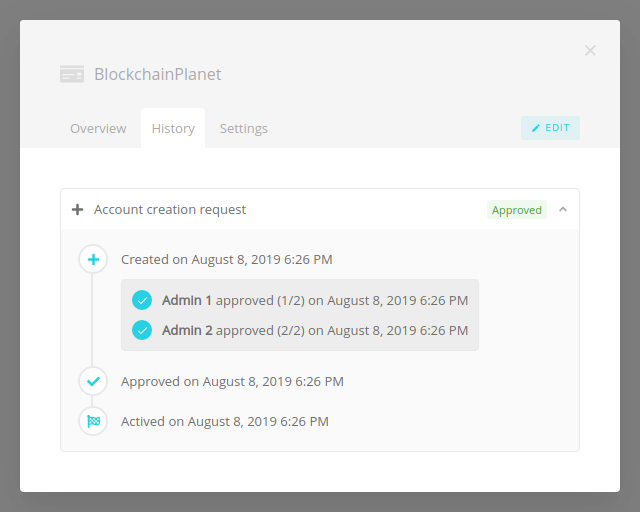 BlockchainPlanet
Overview History Settings EDIT
Account creation request Approved
Created on August 8, 2019 6:26 PM
Admin 1 approved (1/2) on August 8, 2019 6:26 PM
Admin 2 approved (2/2) on August 8, 2019 6:26 PM
Approved on August 8, 2019 6:26 PM
Actived on August 8, 2019 6:26 PM